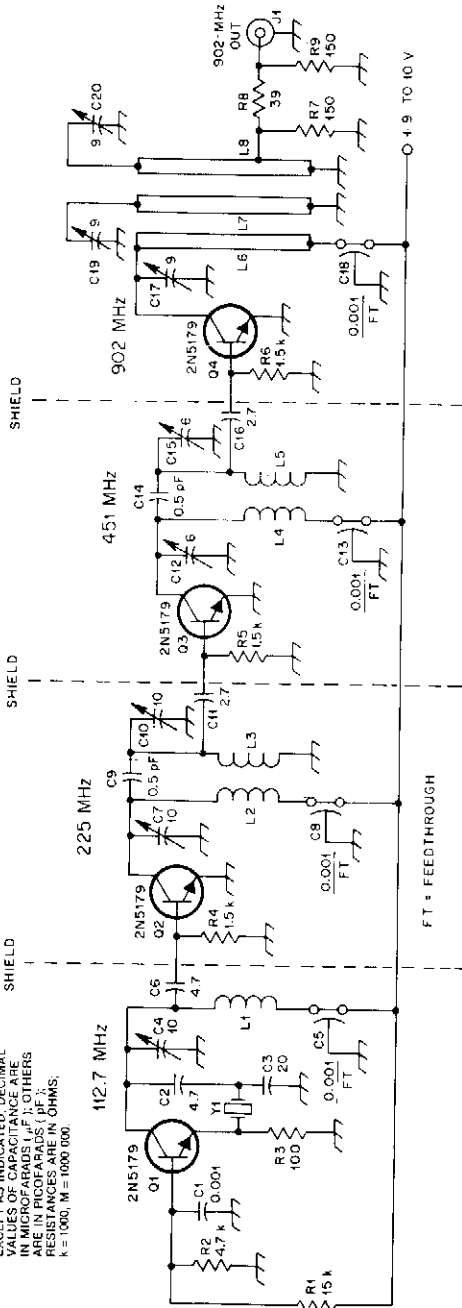 EXCEPT AS INDICATED, DECIMAL
VALUES OF CAPACITANCE ARE
IN MICROFARADS (µF); OTHERS
ARE IN PICOFARADS (pF);
RESISTANCES ARE IN OHMS;
k = 1000, M = 1000 000.
SHIELD
SHIELD
SHIELD
112.7 MHz
225 MHz
451 MHz
902 MHz
2N5179
Q1
R1
15 k
R2
4.7 k
C1
0.001
R3
100
Y1
C2
4.7
C3
20
C4
10
L1
C5
0.001
FT
C6
4.7
2N5179
Q2
R4
1.5 k
C7
10
C9
0.5 pF
C10
10
L2
L3
C8
0.001
FT
C11
2.7
2N5179
Q3
R5
1.5 k
C12
6
C14
0.5 pF
C15
6
L4
L5
C13
0.001
FT
C16
2.7
2N5179
Q4
R6
1.5 k
C17
9
C19
9
C20
9
L6
L7
L8
C18
0.001
FT
R7
150
R8
39
R9
150
902-MHz
OUT
J1
+9 TO 10 V
FT = FEEDTHROUGH